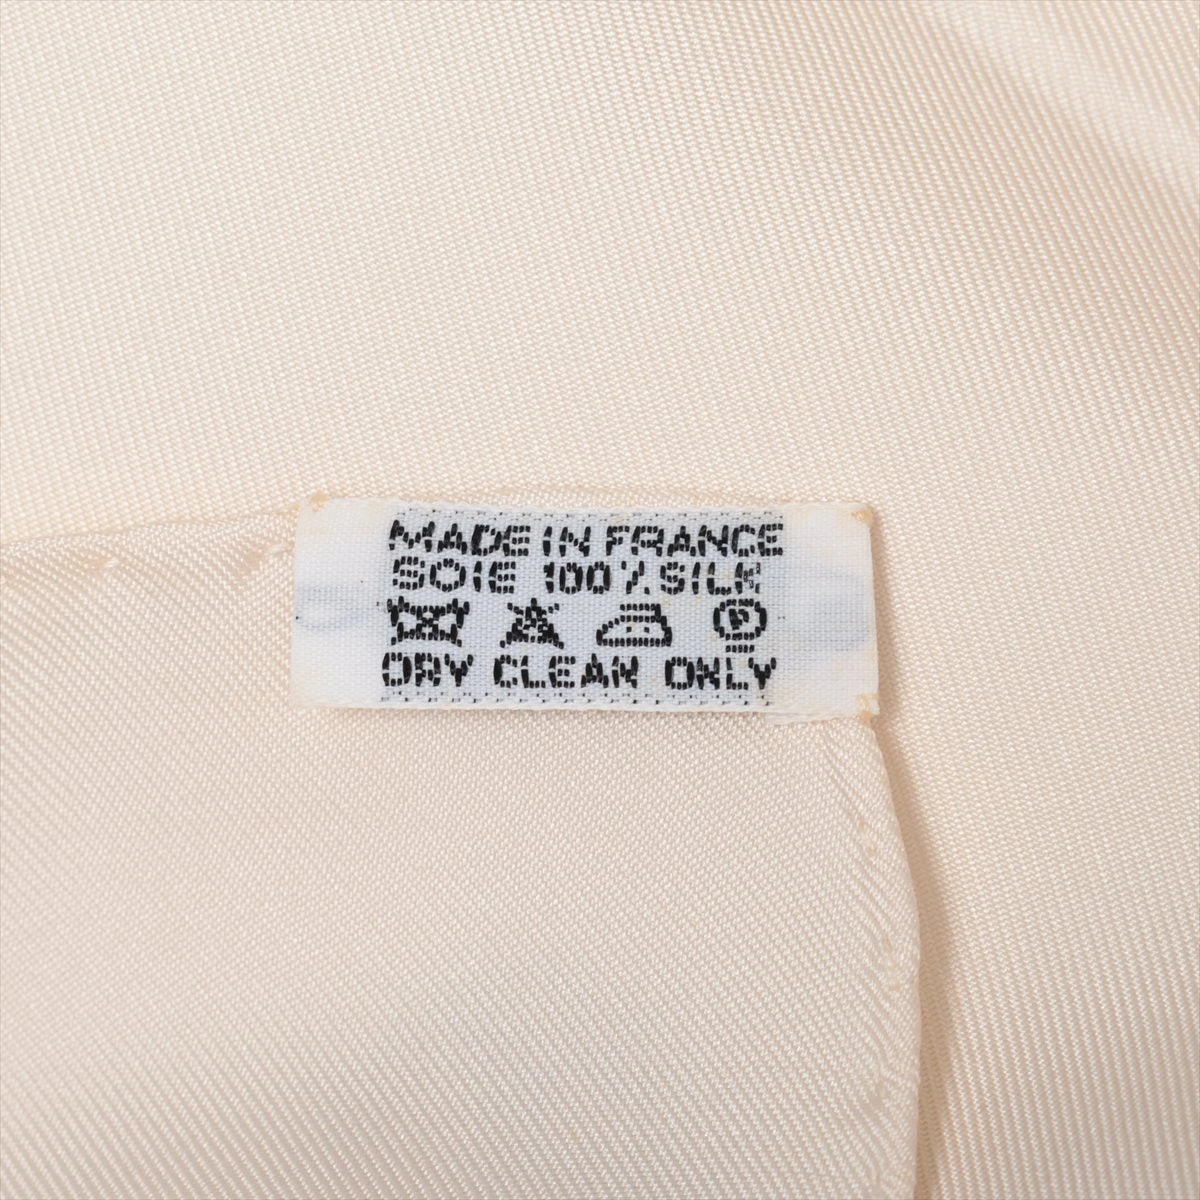 MADE IN FRANCE
SOIE 100% SILK
P
DRY CLEAN ONLY